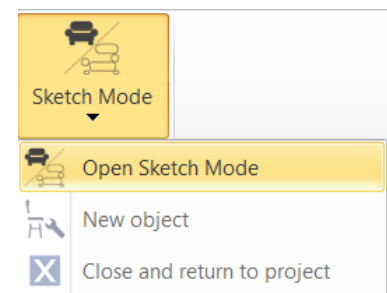 Sketch Mode
Open Sketch Mode
New object
Close and return to project